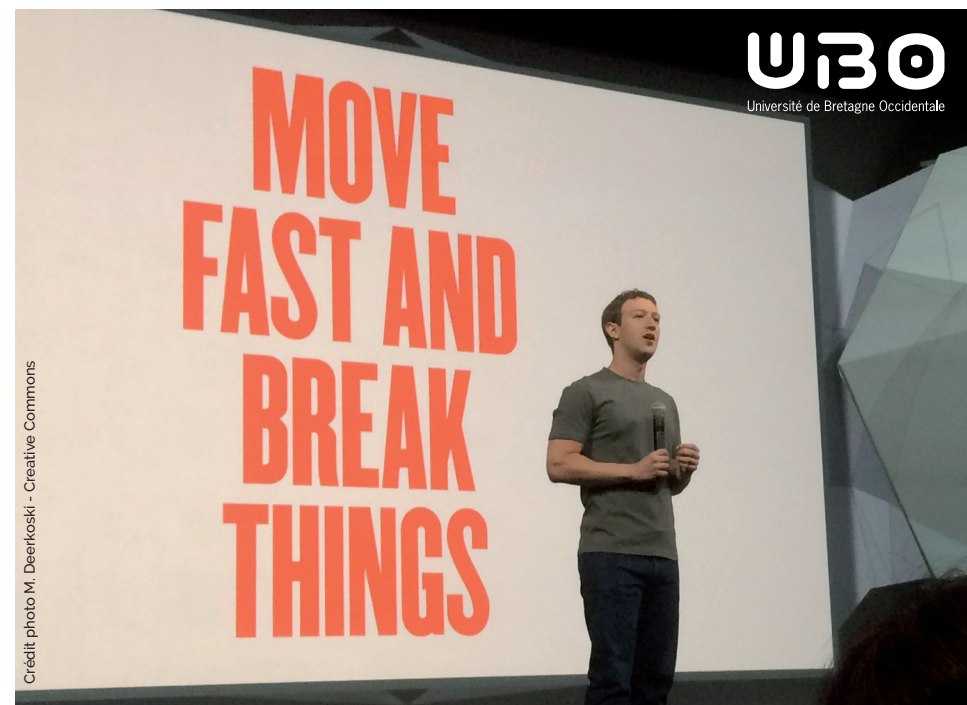 UBO
Université de Bretagne Occidentale
MOVE
FAST AND
BREAK
THINGS
Crédit photo M. Deerkoski - Creative Commons